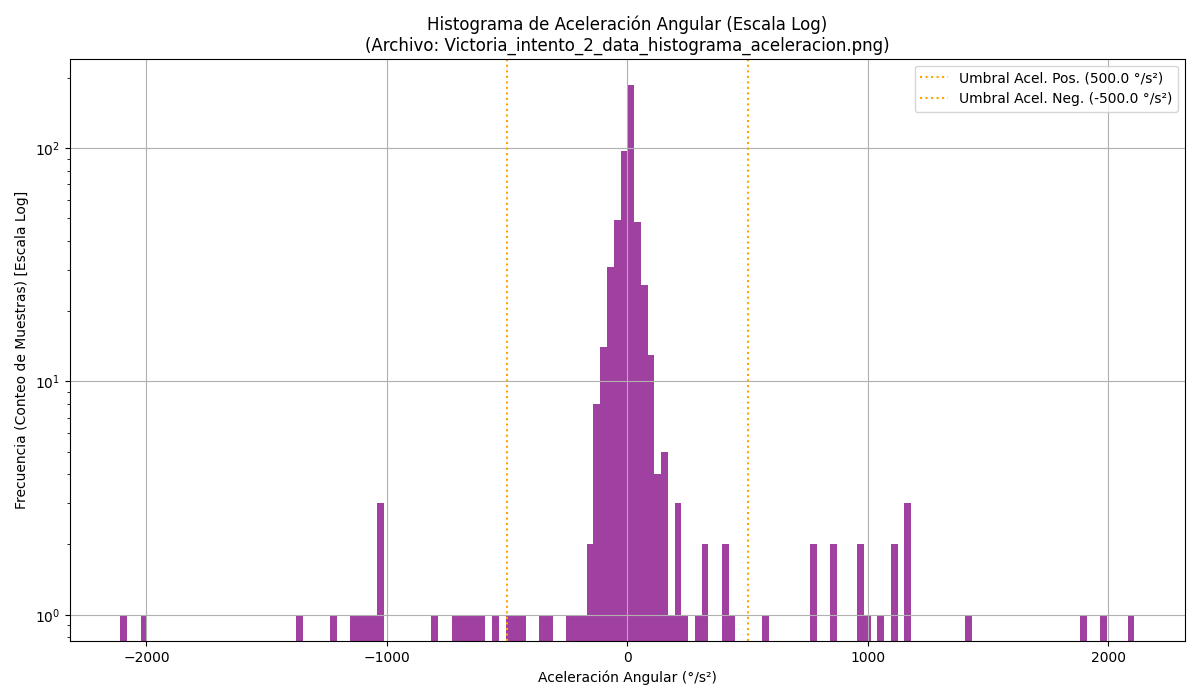 Histograma de Aceleración Angular (Escala Log)
(Archivo: Victoria_intento_2_data_histograma_aceleracion.png)
Umbral Acel. Pos. (500.0 °/s²)
Umbral Acel. Neg. (-500.0 °/s²)
Frecuencia (Conteo de Muestras) [Escala Log]
10²
10¹
10⁰
−2000 −1000 0 1000 2000
Aceleración Angular (°/s²)